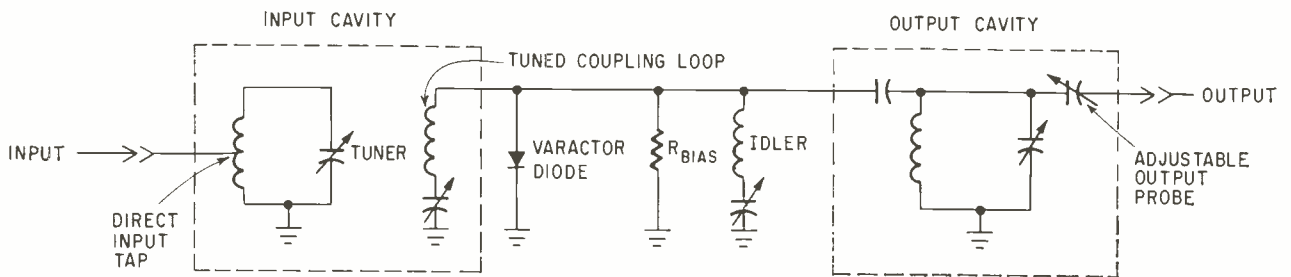 INPUT CAVITY
OUTPUT CAVITY
TUNED COUPLING LOOP
INPUT
TUNER
VARACTOR
DIODE
RBIAS
IDLER
OUTPUT
DIRECT
INPUT
TAP
ADJUSTABLE
OUTPUT
PROBE